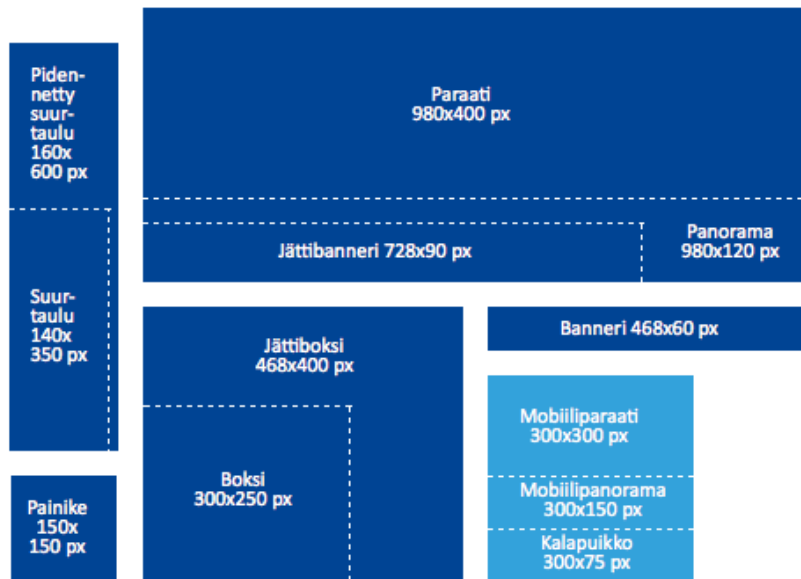 Piden-
netty
suur-
taulu
160x
600 px
Suur-
taulu
140x
350 px
Painike
150x
150 px
Paraati
980x400 px
Jättibanneri 728x90 px
Panorama
980x120 px
Jättiboksi
468x400 px
Boksi
300x250 px
Banneri 468x60 px
Mobiiliparaati
300x300 px
Mobiilipanorama
300x150 px
Kalapuikko
300x75 px